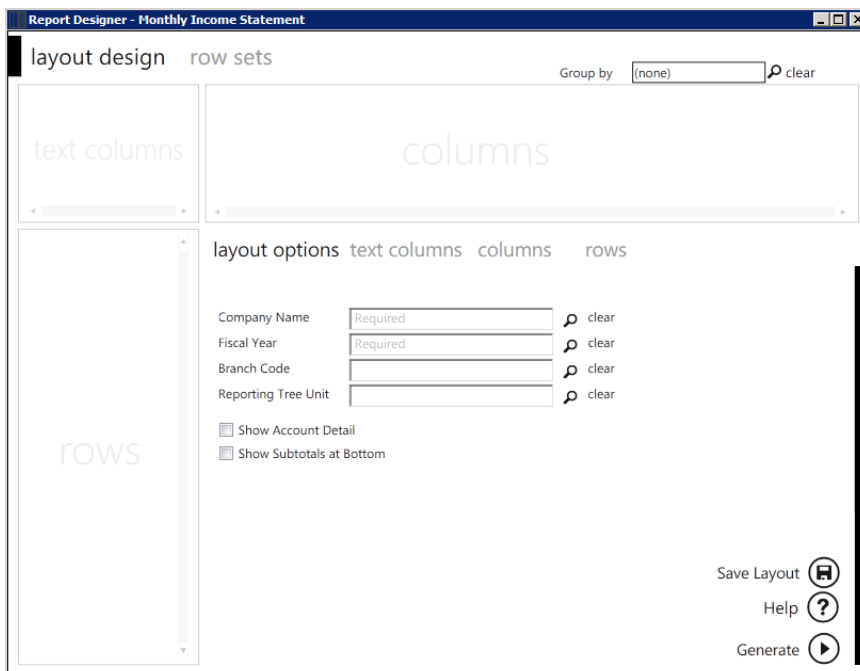 Report Designer - Monthly Income Statement
layout design row sets
Group by (none) clear
text columns columns
layout options text columns columns rows
Company Name Required clear
Fiscal Year Required clear
Branch Code clear
Reporting Tree Unit clear
Show Account Detail
Show Subtotals at Bottom
rows
Save Layout
Help ?
Generate